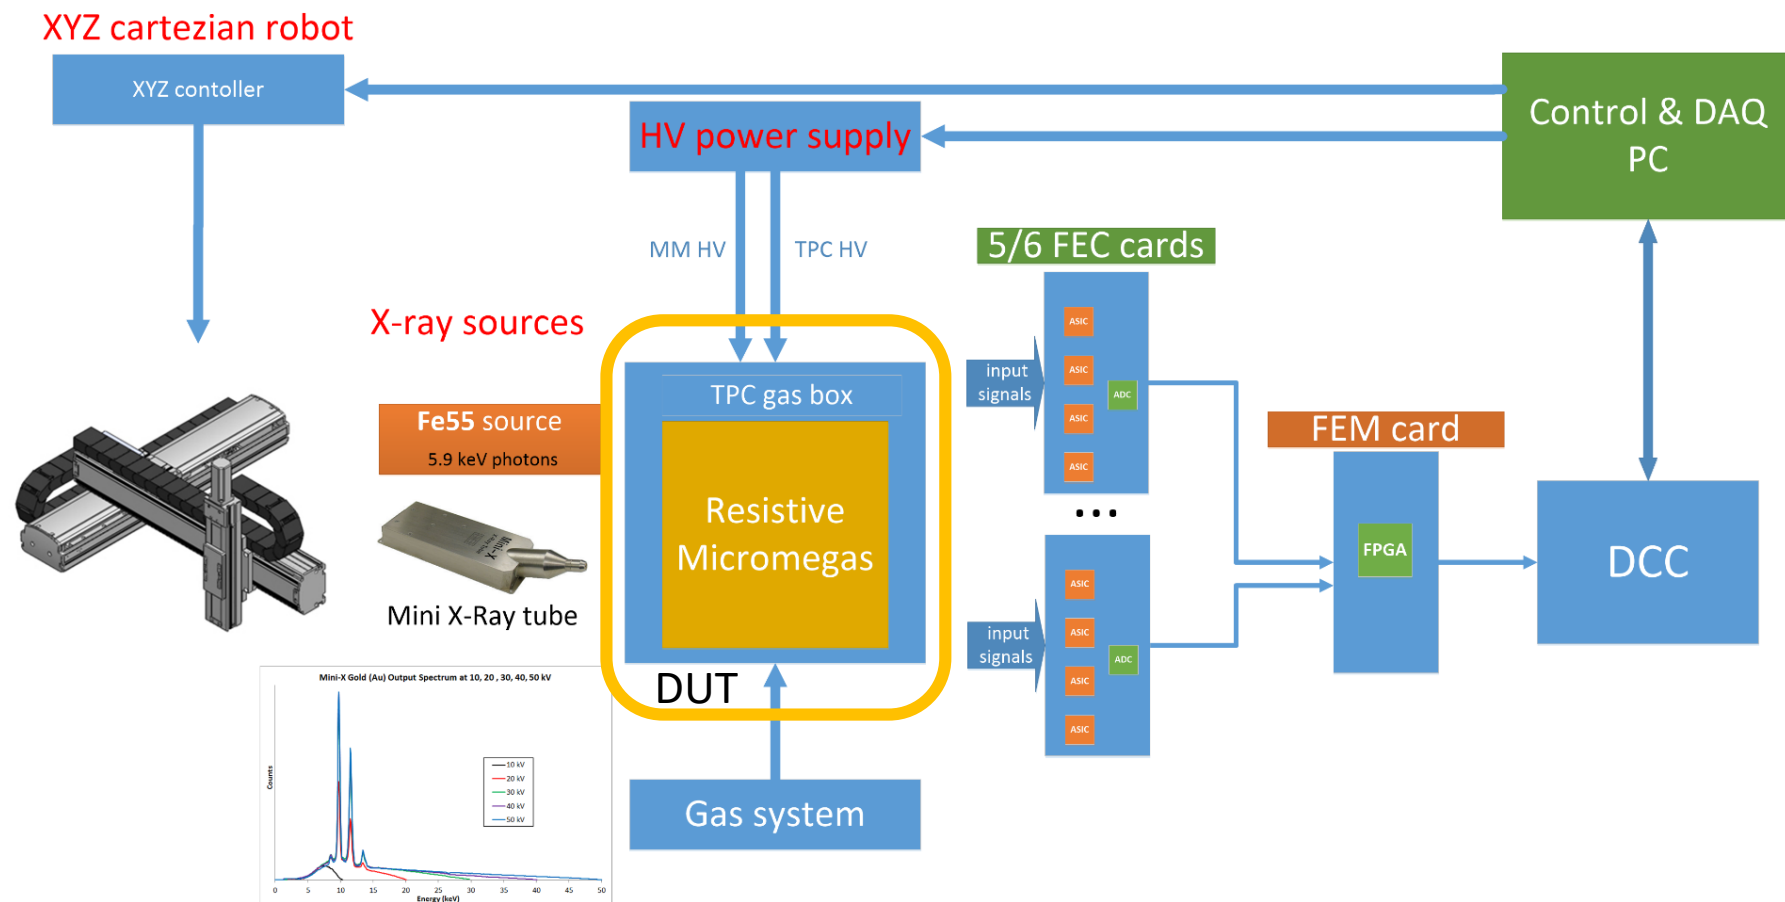 XYZ cartezian robot
XYZ contoller
HV power supply
Control & DAQ
PC
MM HV
TPC HV
5/6 FEC cards
X-ray sources
ASIC
input
signals
ASIC
ADC
ASIC
ASIC
TPC gas box
Fe55 source
5.9 keV photons
FEM card
Resistive
Micromegas
Mini-X
X-Ray Tube
Mini X-Ray tube
...
FPGA
DCC
ASIC
input
signals
ASIC
ADC
ASIC
ASIC
DUT
Gas system
Mini-X Gold (Au) Output Spectrum at 10, 20 , 30, 40, 50 kV
Counts
10 kV
20 kV
30 kV
40 kV
50 kV
0 5 10 15 20 25 30 35 40 45 50
Energy (keV)